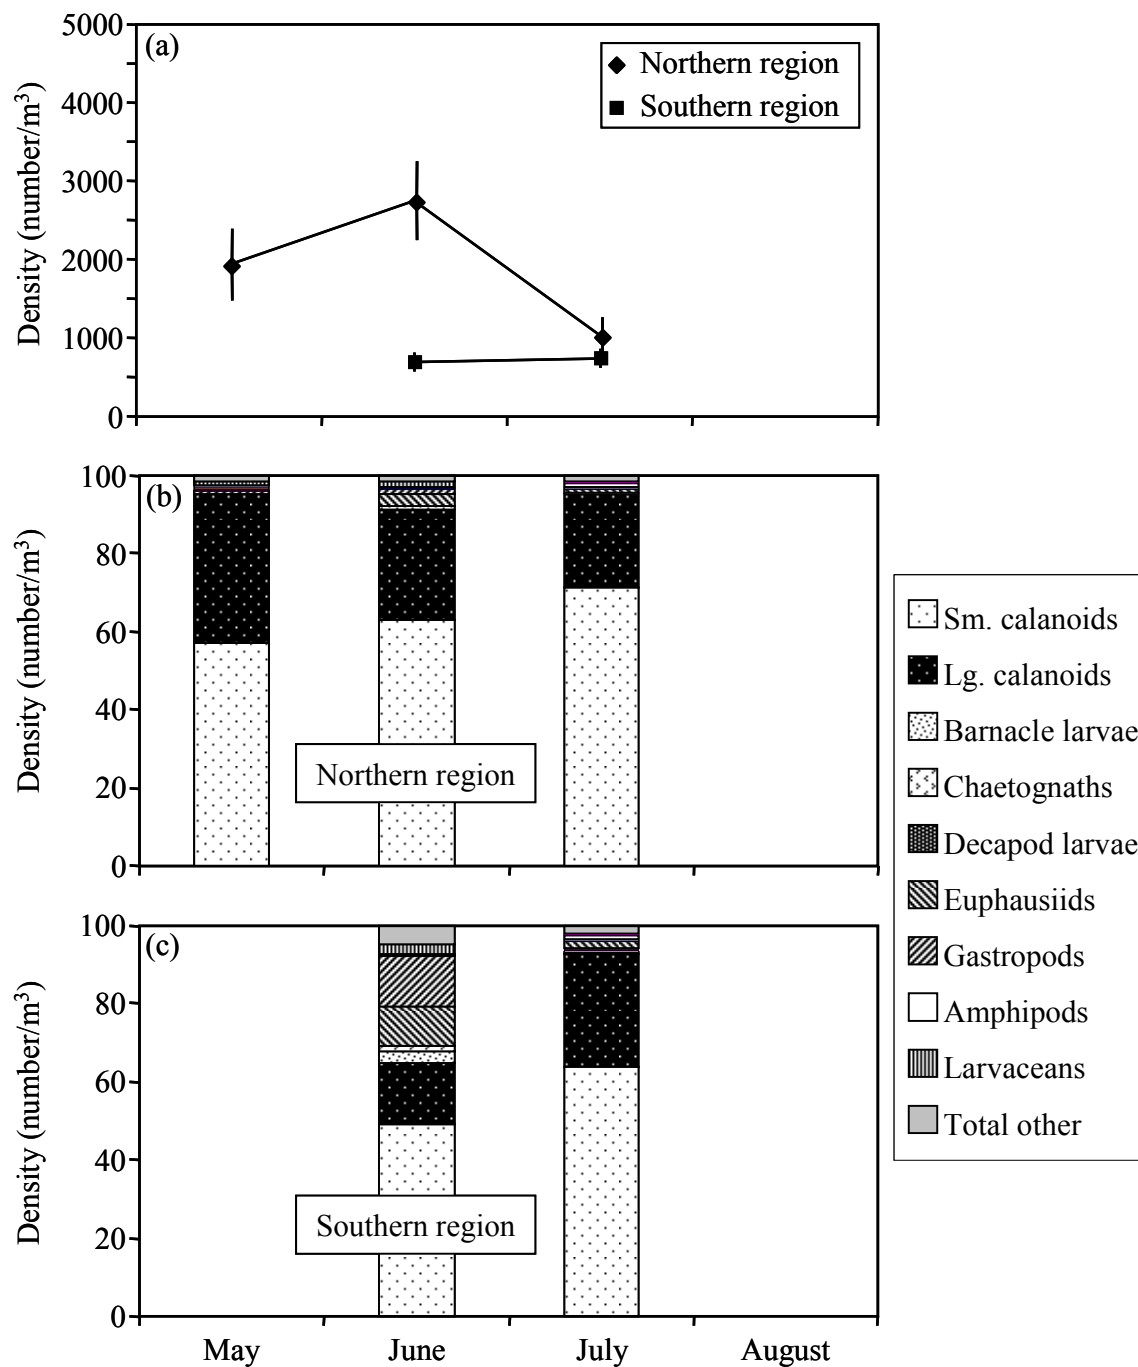 (a)
5000
4000
3000
2000
1000
0
Density (number/m³)
Northern region
Southern region
(b)
100
80
60
40
20
0
Density (number/m³)
Northern region
(c)
100
80
60
40
20
0
Density (number/m³)
Southern region
May June July August
Sm. calanoids
Lg. calanoids
Barnacle larvae
Chaetognaths
Decapod larvae
Euphausiids
Gastropods
Amphipods
Larvaceans
Total other